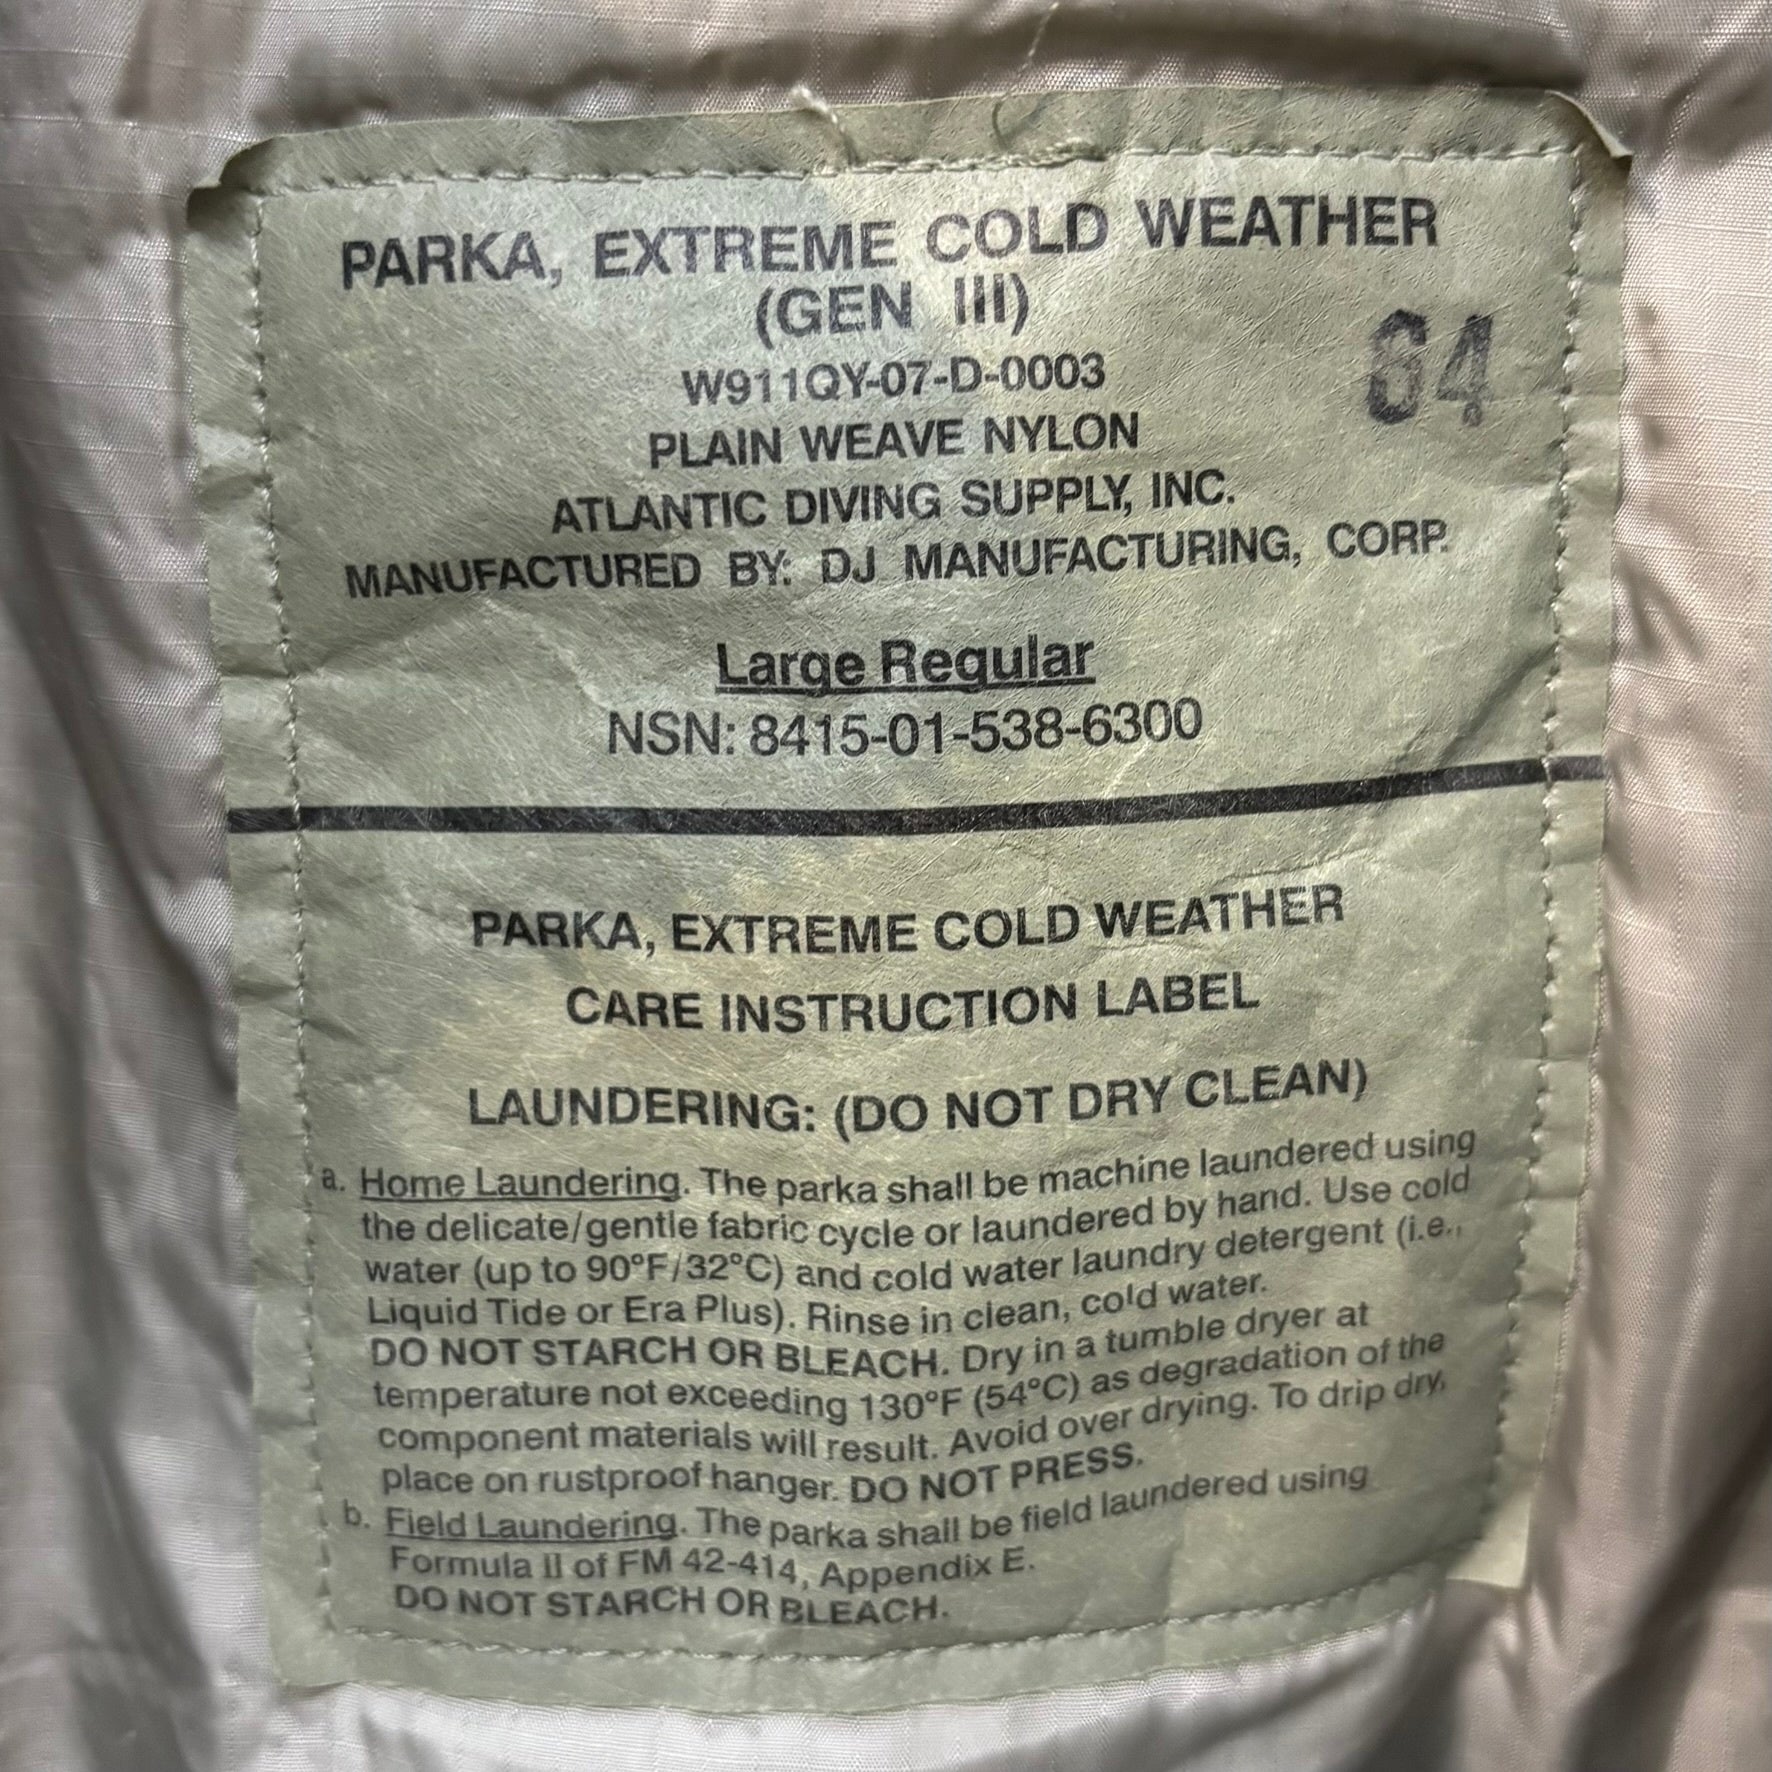 PARKA, EXTREME COLD WEATHER
(GEN III)
64
W911QY-07-D-0003
PLAIN WEAVE NYLON
ATLANTIC DIVING SUPPLY, INC.
MANUFACTURED BY: DJ MANUFACTURING, CORP.
Large Regular
NSN: 8415-01-538-6300
PARKA, EXTREME COLD WEATHER
CARE INSTRUCTION LABEL
LAUNDERING: (DO NOT DRY CLEAN)
a. Home Laundering. The parka shall be machine laundered using
the delicate/gentle fabric cycle or laundered by hand. Use cold
water (up to 90°F/32°C) and cold water laundry detergent (i.e.,
Liquid Tide or Era Plus). Rinse in clean, cold water.
DO NOT STARCH OR BLEACH. Dry in a tumble dryer at
temperature not exceeding 130°F (54°C) as degradation of the
component materials will result. Avoid over drying. To drip dry,
place on rustproof hanger. DO NOT PRESS.
b. Field Laundering. The parka shall be field laundered using
Formula II of FM 42-414, Appendix E.
DO NOT STARCH OR BLEACH.